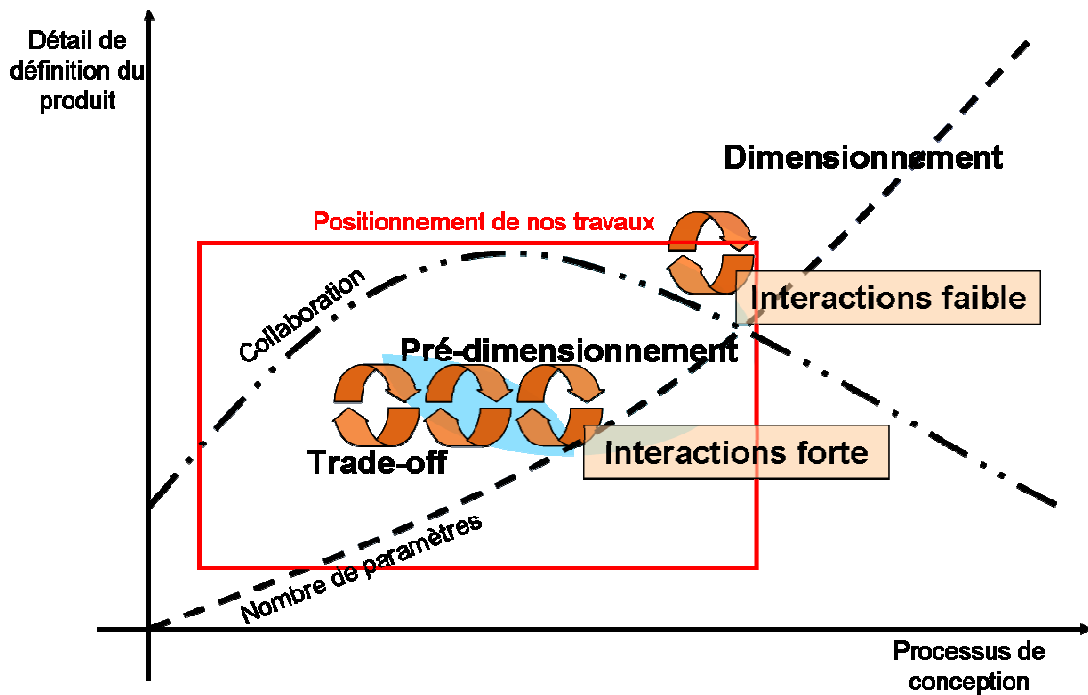 Détail de
définition du
produit
Dimensionnement
Positionnement de nos travaux
Interactions faible
Collaboration
Pré-dimensionnement
Trade-off
Interactions forte
Nombre de paramètres
Processus de
conception